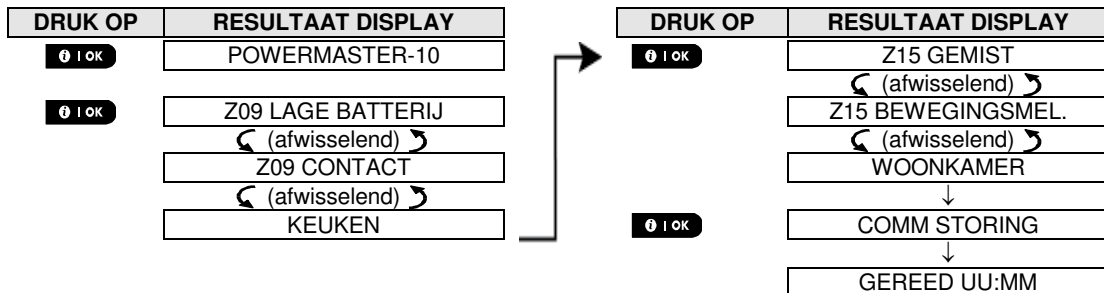 DRUK OP RESULTAAT DISPLAY
I OK POWERMASTER-10
I OK Z09 LAGE BATTERIJ
(afwisselend)
Z09 CONTACT
(afwisselend)
KEUKEN
DRUK OP RESULTAAT DISPLAY
I OK Z15 GEMIST
(afwisselend)
Z15 BEWEGINGSMEL.
(afwisselend)
WOONKAMER
↓
I OK COMM STORING
↓
GEREED UU:MM